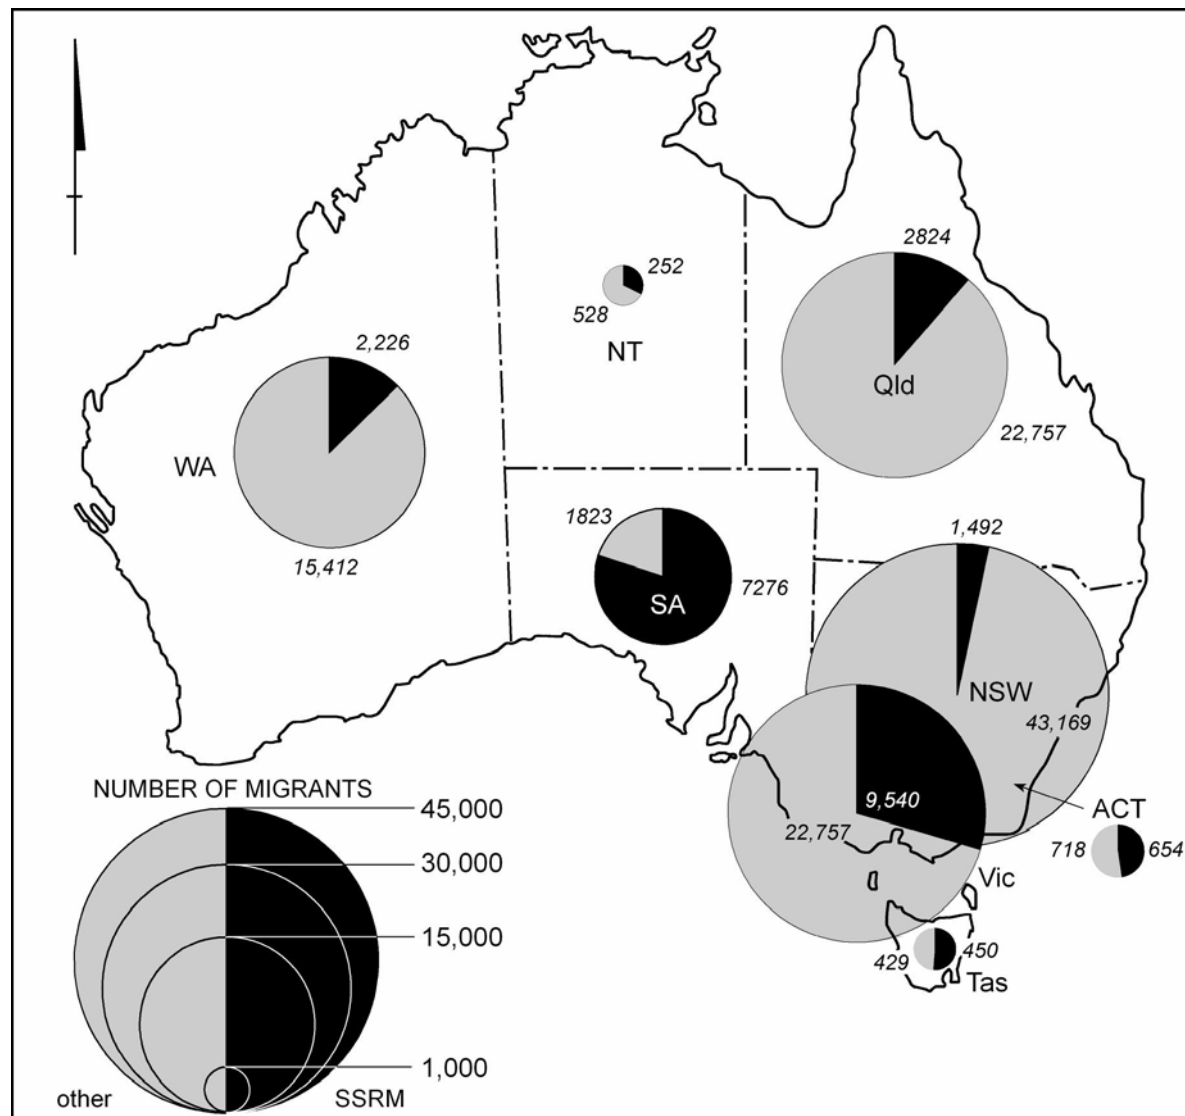 252
528
NT
2824
Qld
22,757
2,226
WA
15,412
1823
SA
7276
1,492
NSW
43,169
9,540
22,757
ACT
718
654
Vic
429
450
Tas
NUMBER OF MIGRANTS
45,000
30,000
15,000
1,000
other
SSRM